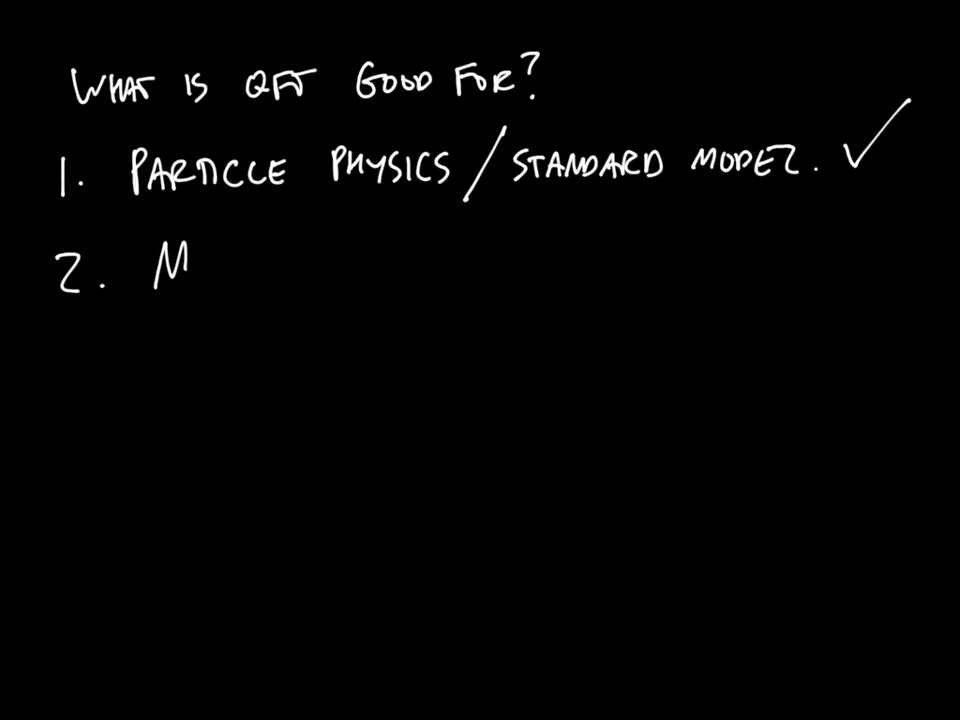 WHAT IS QFT GOOD FOR?
1. PARTICLE PHYSICS / STANDARD MODEL. ✓
2. M